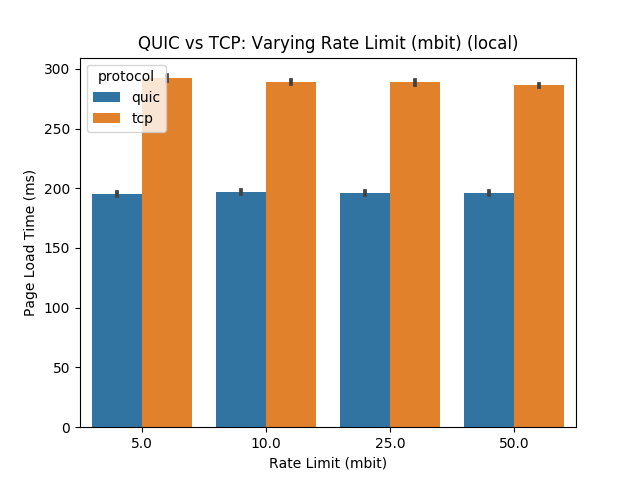 QUIC vs TCP: Varying Rate Limit (mbit) (local)
protocol
quic
tcp
Page Load Time (ms)
300
250
200
150
100
50
0
5.0 10.0 25.0 50.0
Rate Limit (mbit)